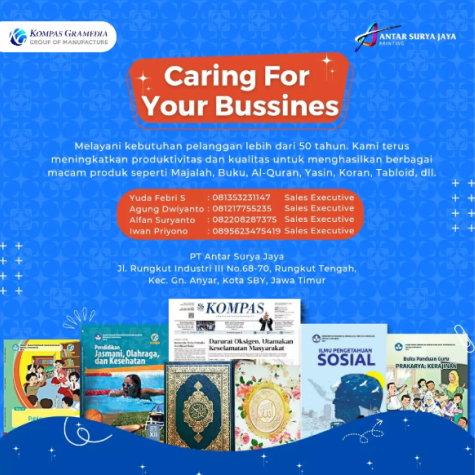 KOMPAS GRAMEDIA
GROUP OF MANUFACTURE
ANTAR SURYA JAYA
PRINTING
Caring For
Your Bussines
Melayani kebutuhan pelanggan lebih dari 50 tahun. Kami terus
meningkatkan produktivitas dan kualitas untuk menghasilkan berbagai
macam produk seperti Majalah, Buku, Al-Quran, Yasin, Koran, Tabloid, dll.
Yuda Febri S : 081353231147 Sales Executive
Agung Dwiyanto : 081217755235 Sales Executive
Alfan Suryanto : 082208287375 Sales Executive
Iwan Priyono : 0895623475419 Sales Executive
PT Antar Surya Jaya
Jl. Rungkut Industri III No.68-70, Rungkut Tengah,
Kec. Gn. Anyar, Kota SBY, Jawa Timur
KOMPAS
Darurat Oksigen, Utamakan
Keselamatan Masyarakat
Pendidikan
Jasmani, Olahraga,
dan Kesehatan
ILMU PENGETAHUAN
SOSIAL
Buku Panduan Guru
PRAKARYA: KERAJINAN
XII